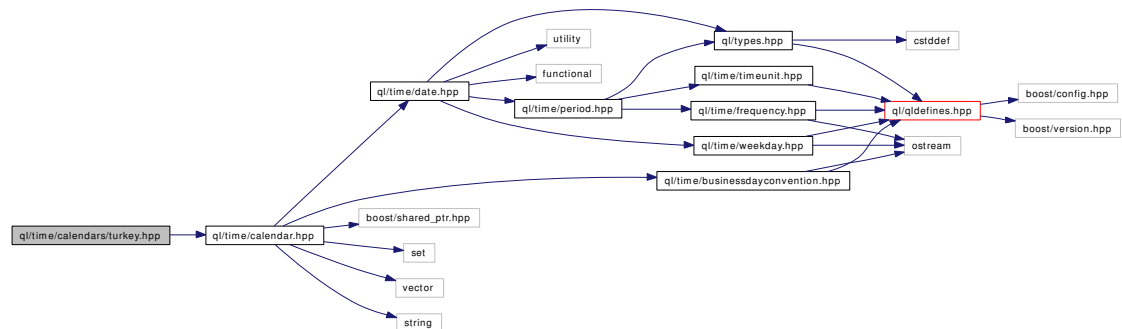 utility
ql/types.hpp
cstddef
functional
ql/time/timeunit.hpp
ql/time/date.hpp
boost/config.hpp
ql/time/period.hpp
ql/time/frequency.hpp
ql/qldefines.hpp
boost/version.hpp
ql/time/weekday.hpp
ostream
ql/time/businessdayconvention.hpp
boost/shared_ptr.hpp
ql/time/calendars/turkey.hpp
ql/time/calendar.hpp
set
vector
string